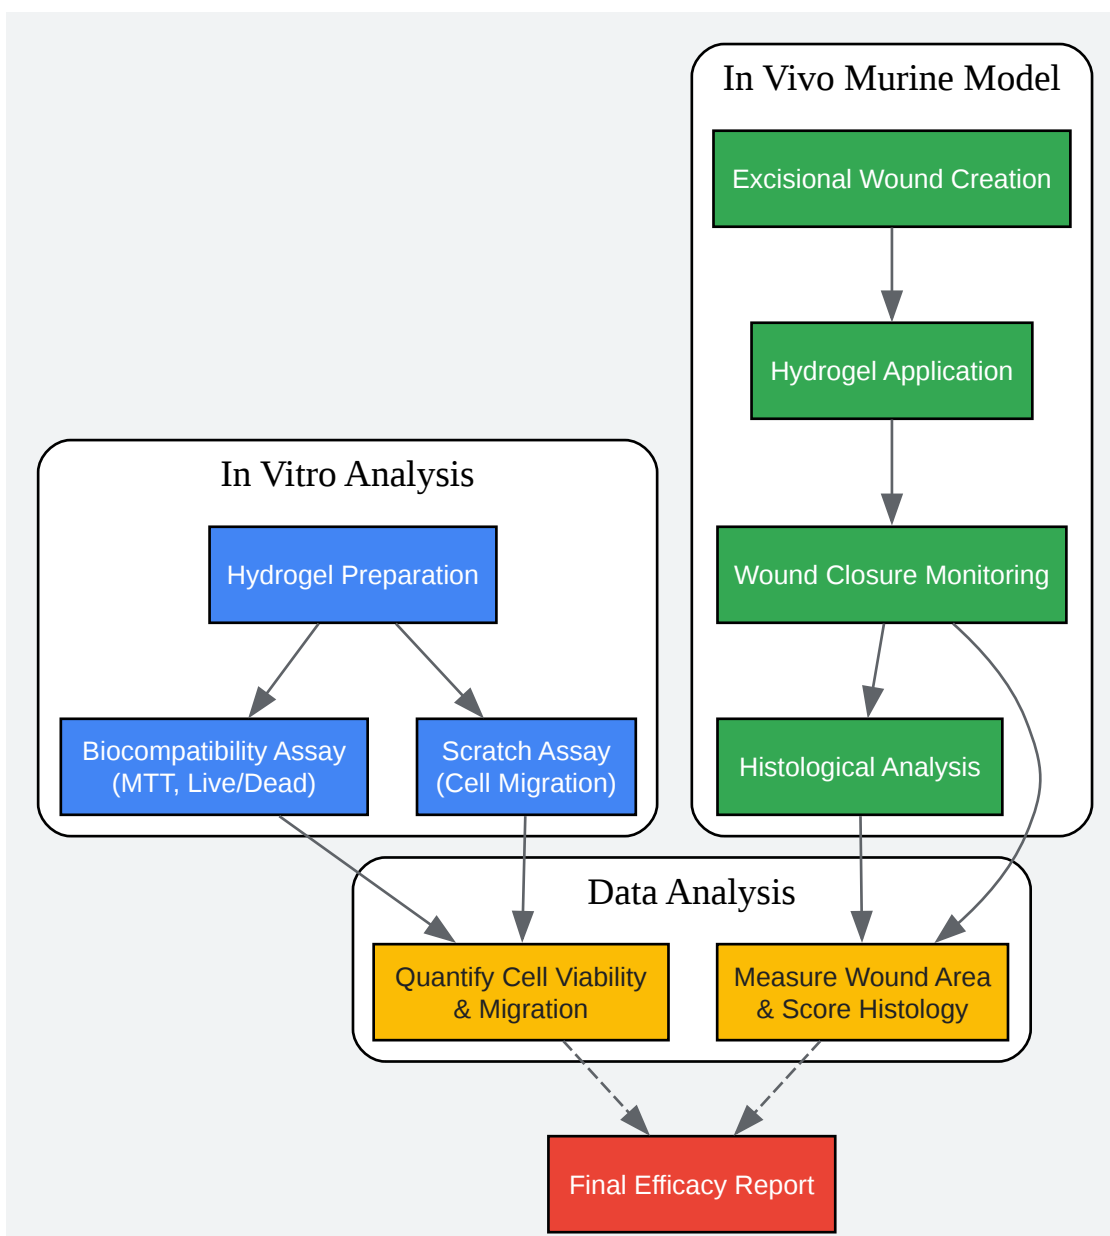 In Vivo Murine Model
Excisional Wound Creation
Hydrogel Application
Wound Closure Monitoring
Histological Analysis
In Vitro Analysis
Hydrogel Preparation
Biocompatibility Assay
(MTT, Live/Dead)
Scratch Assay
(Cell Migration)
Data Analysis
Quantify Cell Viability
& Migration
Measure Wound Area
& Score Histology
Final Efficacy Report